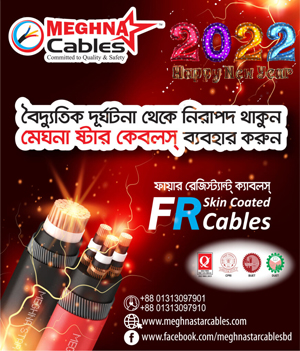 MEGHNA
Cables
Committed to Quality & Safety
2022
Happy New Year
বৈদ্যুতিক দূর্ঘটনা থেকে নিরাপদ থাকুন
মেঘনা ষ্টার কেবলস্ ব্যবহার করুন
ফায়ার রেজিস্ট্যান্ট্ ক্যাবলস্
FR Skin Coated Cables
+88 01313097901
+88 01313097910
www.meghnastarcables.com
www.facebook.com/meghnastarcablesbd